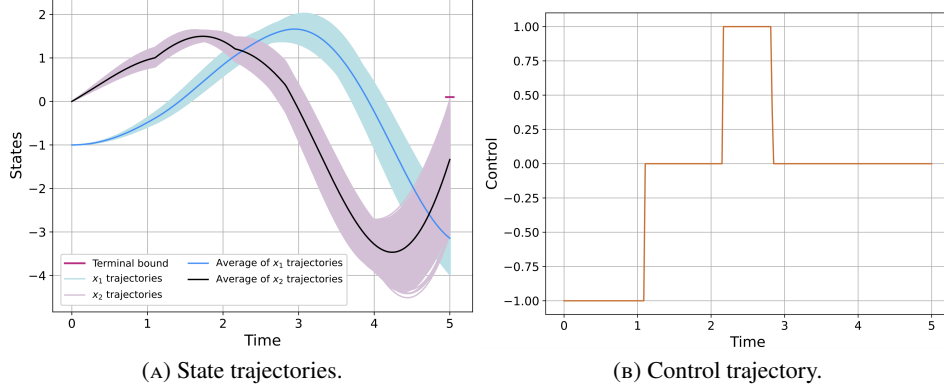 1
0
−1
−2
−3
−4
States
Terminal bound
x₁ trajectories
x₂ trajectories
Average of x₁ trajectories
Average of x₂ trajectories
0 1 2 3 4 5
Time
(A) State trajectories.
1.00
0.75
0.50
0.25
0.00
−0.25
−0.50
−0.75
−1.00
Control
0 1 2 3 4 5
Time
(B) Control trajectory.